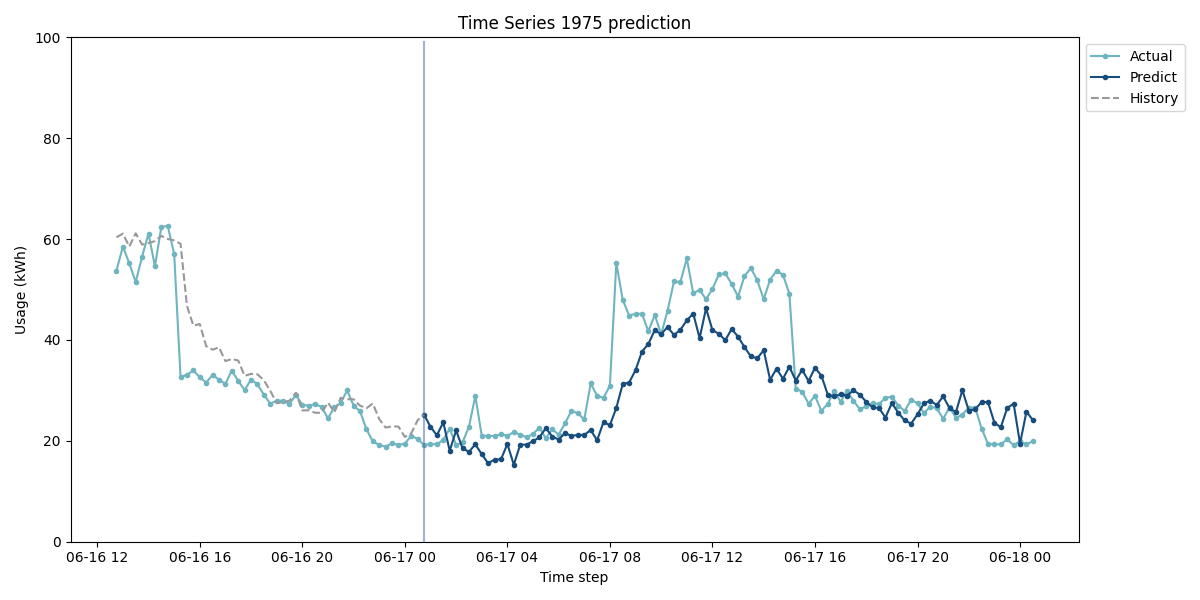 Time Series 1975 prediction
100
80
60
40
20
0
Usage (kWh)
06-16 12
06-16 16
06-16 20
06-17 00
06-17 04
06-17 08
06-17 12
06-17 16
06-17 20
06-18 00
Time step
Actual
Predict
History